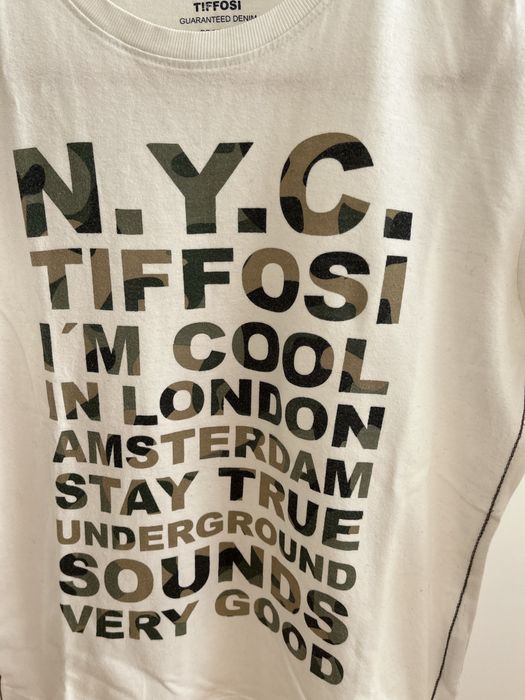 TIFFOSI
GUARANTEED DENIM
N.Y.C.
TIFFOSI
I´M COOL
IN LONDON
AMSTERDAM
STAY TRUE
UNDERGROUND
SOUNDS
VERY GOOD